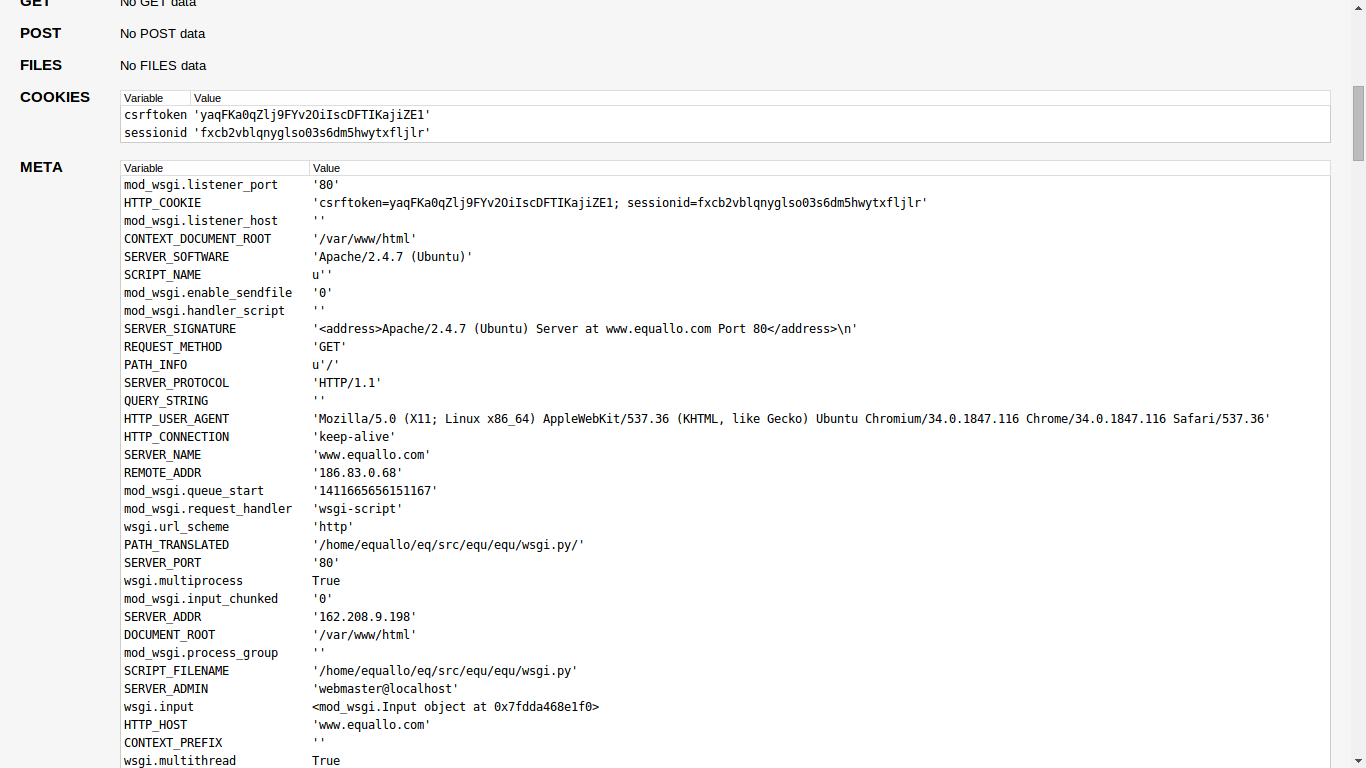 GET No GET data
POST No POST data
FILES No FILES data
COOKIES Variable Value
csrftoken 'yaqFKa0qZlj9FYv2OiIscDFTIKajiZE1'
sessionid 'fxcb2vblqnyglso03s6dm5hwytxfljlr'
META Variable Value
mod_wsgi.listener_port '80'
HTTP_COOKIE 'csrftoken=yaqFKa0qZlj9FYv2OiIscDFTIKajiZE1; sessionid=fxcb2vblqnyglso03s6dm5hwytxfljlr'
mod_wsgi.listener_host ''
CONTEXT_DOCUMENT_ROOT '/var/www/html'
SERVER_SOFTWARE 'Apache/2.4.7 (Ubuntu)'
SCRIPT_NAME u''
mod_wsgi.enable_sendfile '0'
mod_wsgi.handler_script ''
SERVER_SIGNATURE '<address>Apache/2.4.7 (Ubuntu) Server at www.equallo.com Port 80</address>\n'
REQUEST_METHOD 'GET'
PATH_INFO u'/'
SERVER_PROTOCOL 'HTTP/1.1'
QUERY_STRING ''
HTTP_USER_AGENT 'Mozilla/5.0 (X11; Linux x86_64) AppleWebKit/537.36 (KHTML, like Gecko) Ubuntu Chromium/34.0.1847.116 Chrome/34.0.1847.116 Safari/537.36'
HTTP_CONNECTION 'keep-alive'
SERVER_NAME 'www.equallo.com'
REMOTE_ADDR '186.83.0.68'
mod_wsgi.queue_start '1411665656151167'
mod_wsgi.request_handler 'wsgi-script'
wsgi.url_scheme 'http'
PATH_TRANSLATED '/home/equallo/eq/src/equ/equ/wsgi.py/'
SERVER_PORT '80'
wsgi.multiprocess True
mod_wsgi.input_chunked '0'
SERVER_ADDR '162.208.9.198'
DOCUMENT_ROOT '/var/www/html'
mod_wsgi.process_group ''
SCRIPT_FILENAME '/home/equallo/eq/src/equ/equ/wsgi.py'
SERVER_ADMIN 'webmaster@localhost'
wsgi.input <mod_wsgi.Input object at 0x7fdda468e1f0>
HTTP_HOST 'www.equallo.com'
CONTEXT_PREFIX ''
wsgi.multithread True